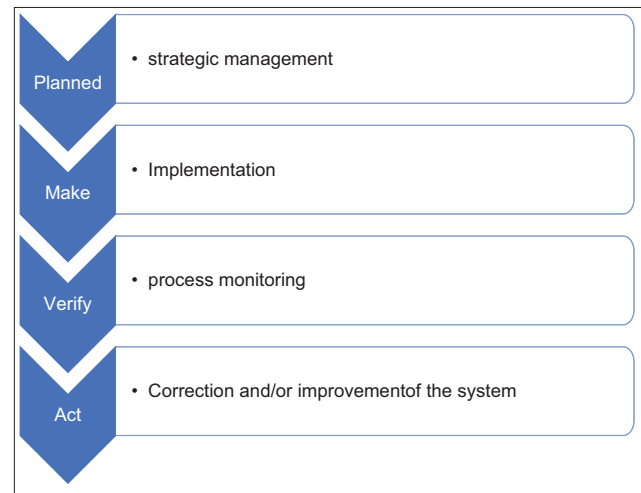 Planned
• strategic management
Make
• Implementation
Verify
• process monitoring
Act
• Correction and/or improvementof the system